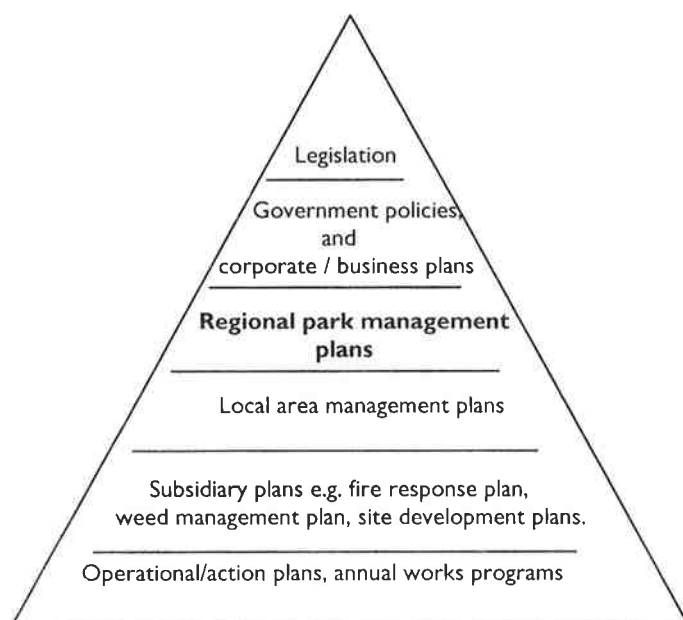 Legislation
Government policies,
and
corporate / business plans
Regional park management
plans
Local area management plans
Subsidiary plans e.g. fire response plan,
weed management plan, site development plans.
Operational/action plans, annual works programs